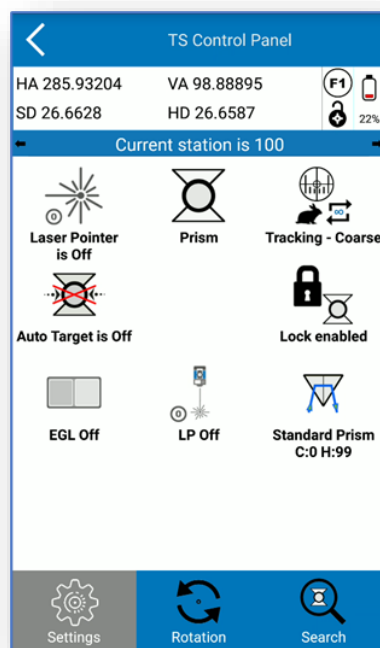 TS Control Panel
HA 285.93204
VA 98.88895
F1
SD 26.6628
HD 26.6587
22%
Current station is 100
0
∞
Laser Pointer
is Off
Prism
Tracking - Coarse
Auto Target is Off
Lock enabled
0
EGL Off
LP Off
Standard Prism
C:0 H:99
Settings
Rotation
Search